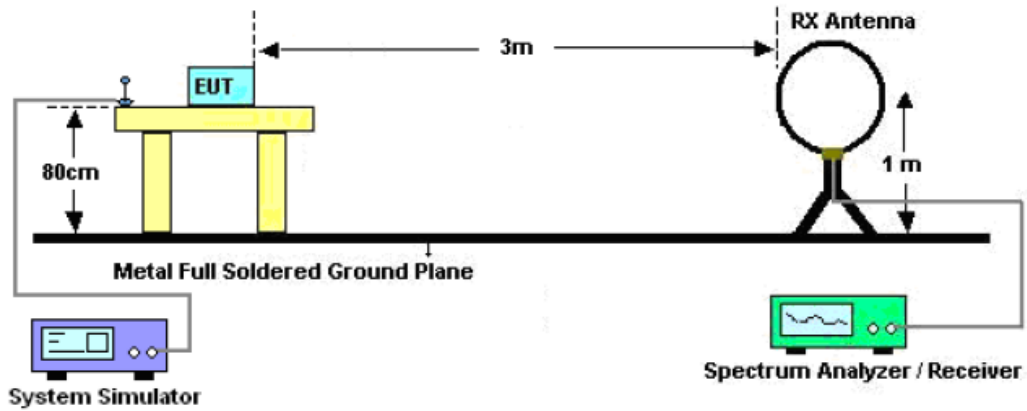 RX Antenna
3m
EUT
80cm
1 m
Metal Full Soldered Ground Plane
System Simulator
Spectrum Analyzer / Receiver